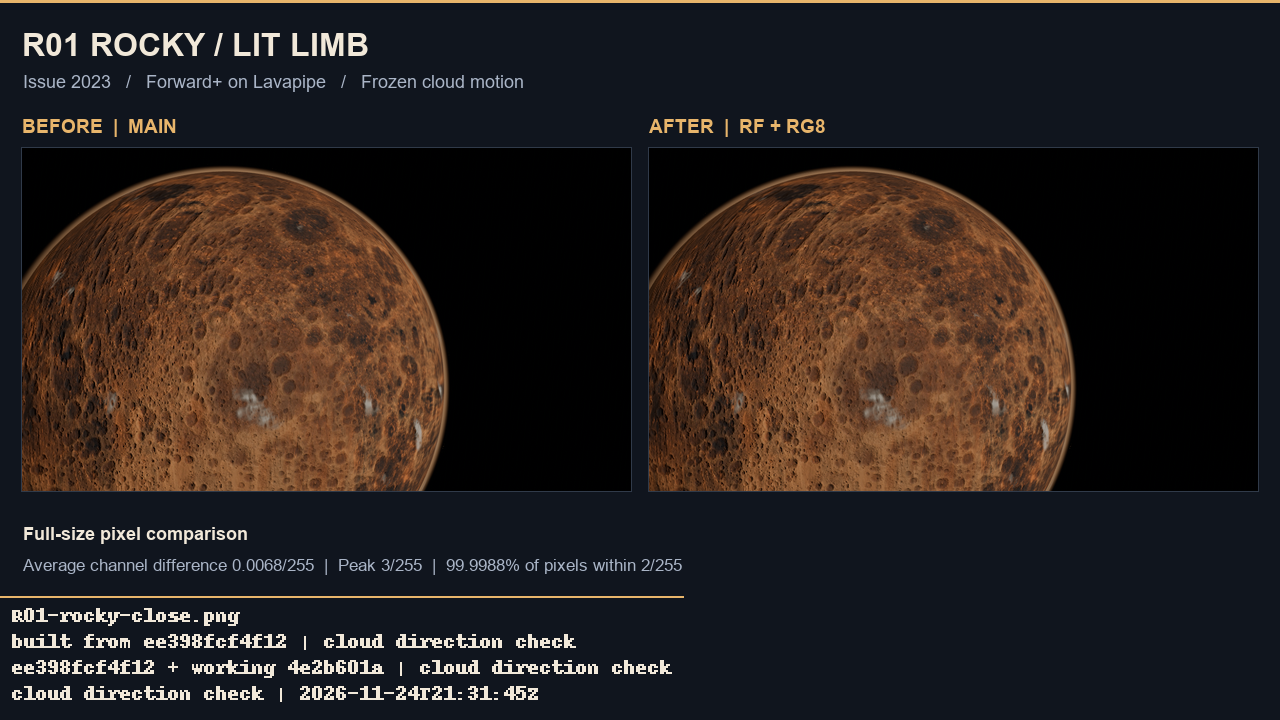 R01 ROCKY / LIT LIMB
Issue 2023 / Forward+ on Lavapipe / Frozen cloud motion
BEFORE | MAIN
AFTER | RF + RG8
Full-size pixel comparison
Average channel difference 0.0068/255 | Peak 3/255 | 99.9988% of pixels within 2/255
R01-rocky-close.png
built from ee398fcf4f12 | cloud direction check
ee398fcf4f12 + working 4e2b601a | cloud direction check
cloud direction check | 2026-11-24T21:31:45Z